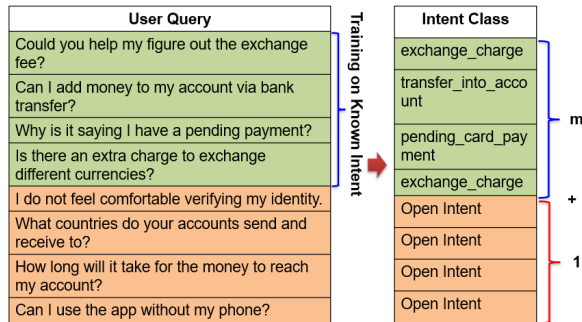 User Query
Could you help my figure out the exchange
fee?
Can I add money to my account via bank
transfer?
Why is it saying I have a pending payment?
Is there an extra charge to exchange
different currencies?
I do not feel comfortable verifying my identity.
What countries do your accounts send and
receive to?
How long will it take for the money to reach
my account?
Can I use the app without my phone?
Training on Known Intent
Intent Class
exchange_charge
transfer_into_acco
unt
pending_card_pa
yment
exchange_charge
Open Intent
Open Intent
Open Intent
Open Intent
m
+
1